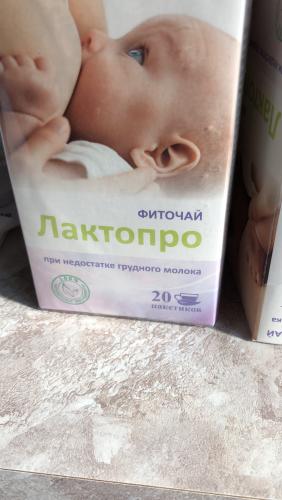 ФИТОЧАЙ
Лактопро
при недостатке грудного молока
20
пакетиков